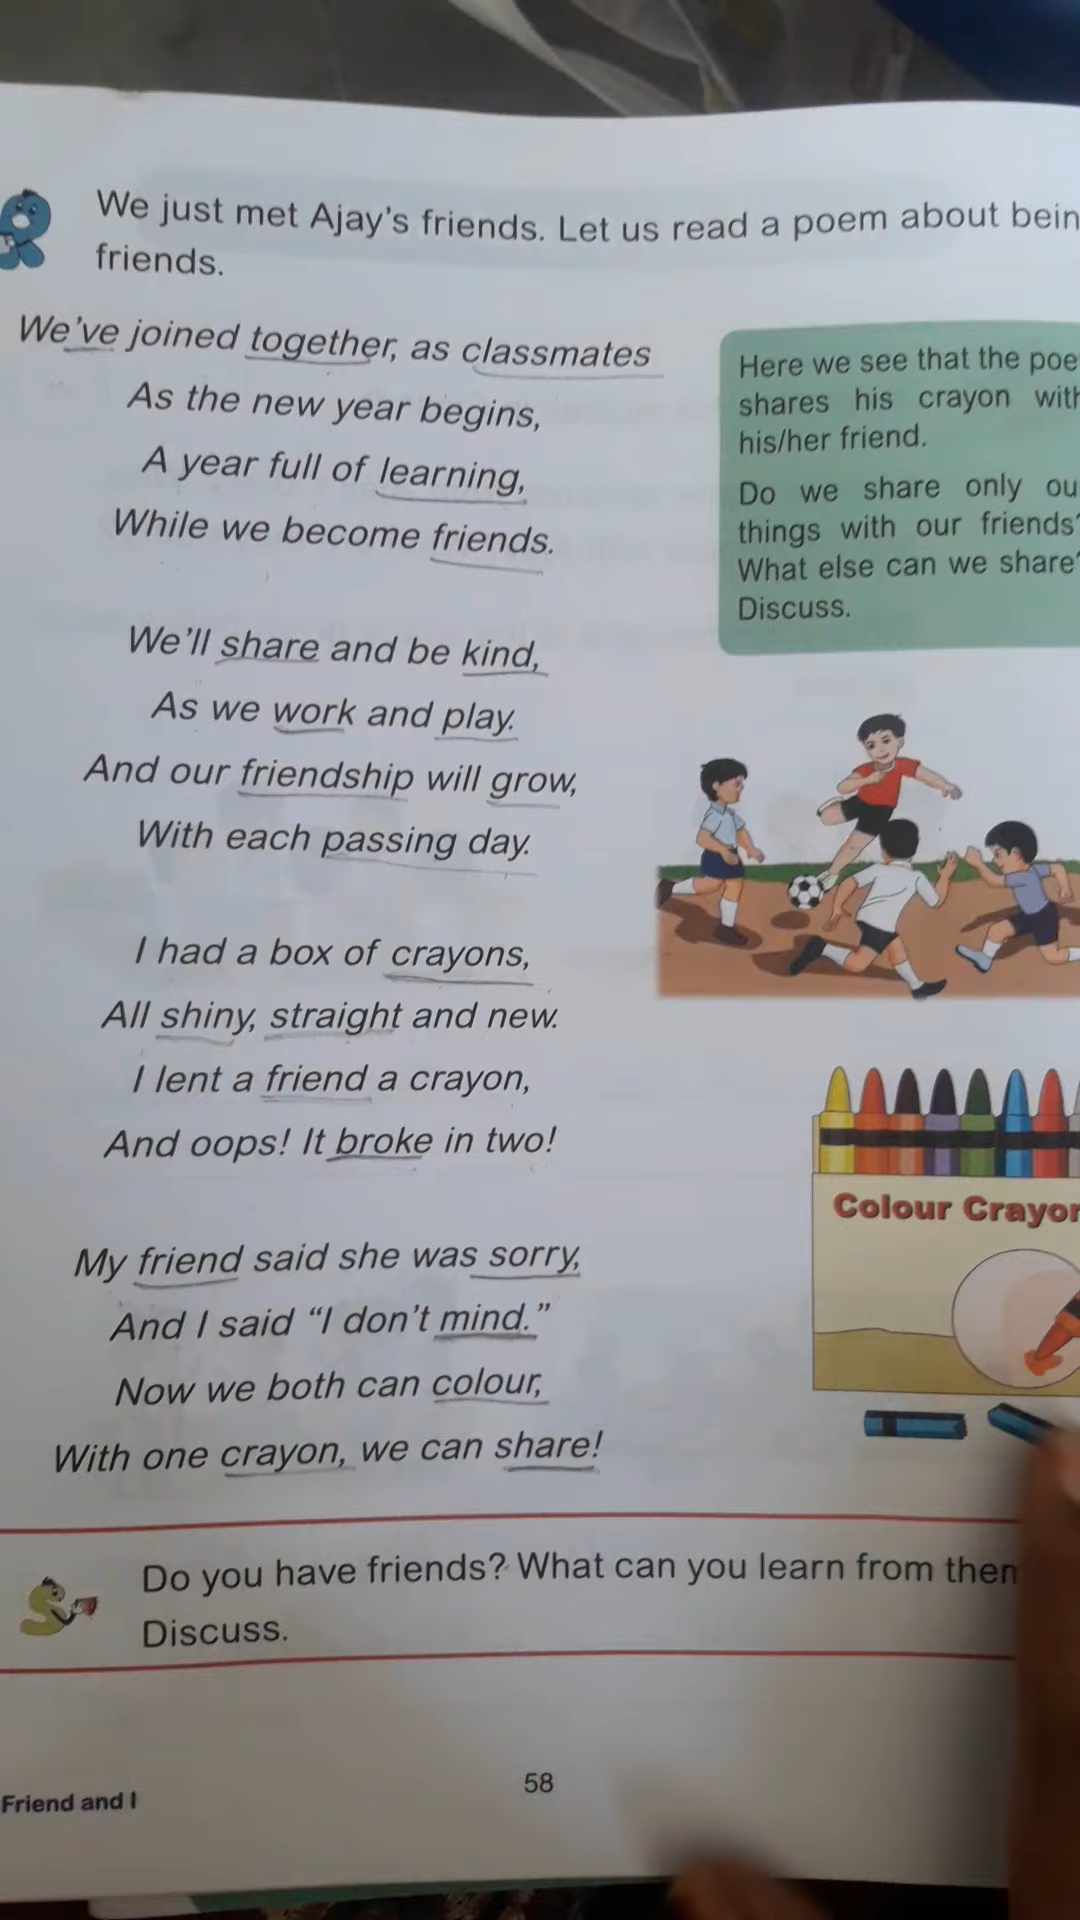 We just met Ajay's friends. Let us read a poem about bein
friends.
We've joined together, as classmates
As the new year begins,
A year full of learning,
While we become friends.
We'll share and be kind,
As we work and play.
And our friendship will grow,
With each passing day.
I had a box of crayons,
All shiny, straight and new.
I lent a friend a crayon,
And oops! It broke in two!
My friend said she was sorry,
And I said “I don't mind.”
Now we both can colour,
With one crayon, we can share!
Here we see that the poe
shares his crayon with
his/her friend.
Do we share only ou
things with our friends?
What else can we share?
Discuss.
Colour Crayon
Do you have friends? What can you learn from them
Discuss.
58
Friend and I